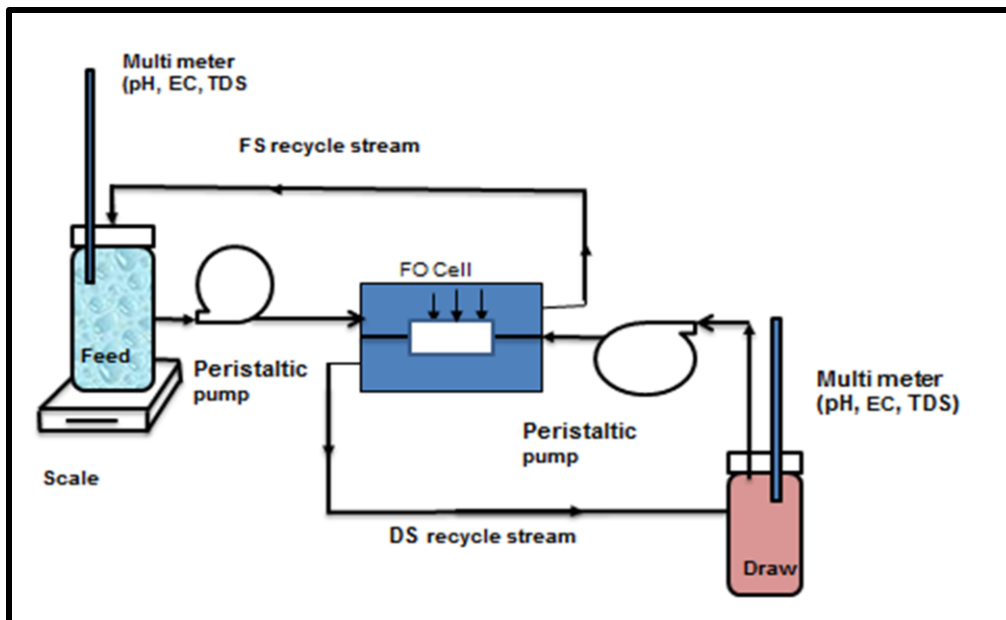 Multi meter
(pH, EC, TDS
FS recycle stream
FO Cell
Feed
Peristaltic
pump
Multi meter
(pH, EC, TDS)
Peristaltic
pump
Scale
DS recycle stream
Draw